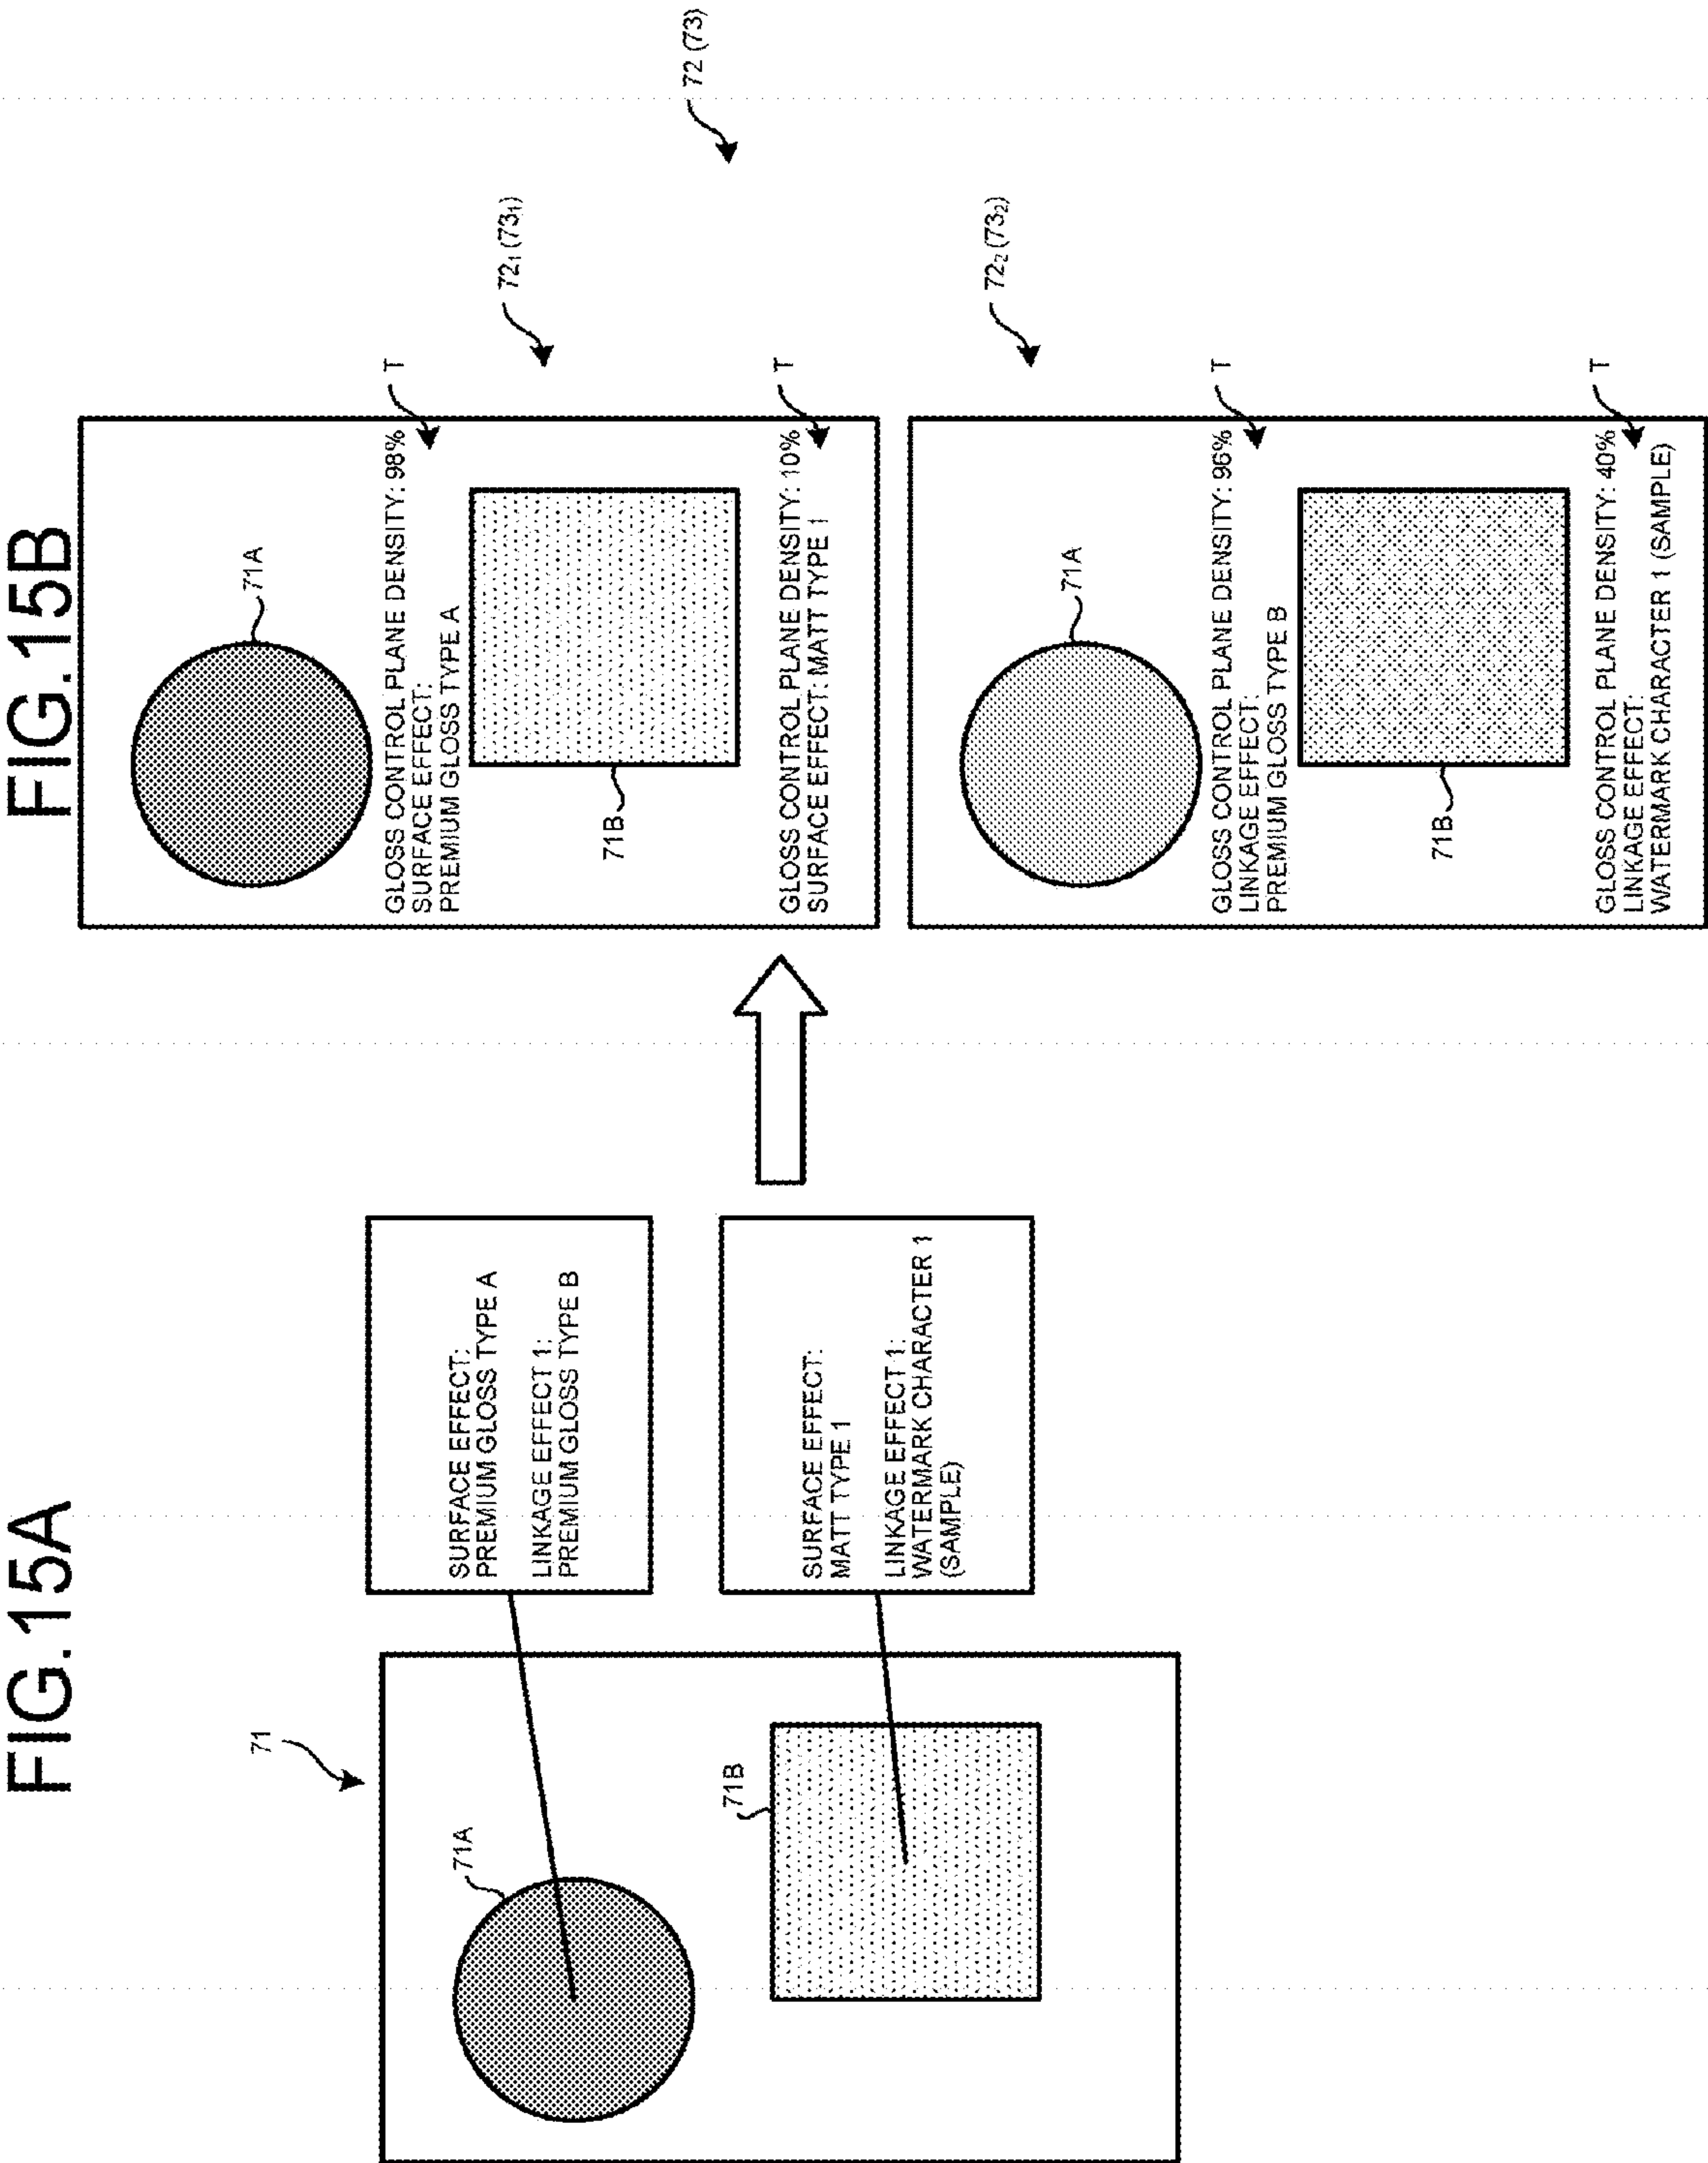 FIG.15A
71
71A
71B
SURFACE EFFECT:
PREMIUM GLOSS TYPE A
LINKAGE EFFECT 1:
PREMIUM GLOSS TYPE B
SURFACE EFFECT:
MATT TYPE 1
LINKAGE EFFECT 1:
WATERMARK CHARACTER 1
(SAMPLE)
FIG.15B
71A
GLOSS CONTROL PLANE DENSITY: 98%
SURFACE EFFECT:
PREMIUM GLOSS TYPE A
T
72₁ (73₁)
71B
GLOSS CONTROL PLANE DENSITY: 10%
SURFACE EFFECT: MATT TYPE 1
T
72 (73)
71A
GLOSS CONTROL PLANE DENSITY: 96%
LINKAGE EFFECT:
PREMIUM GLOSS TYPE B
T
72₂ (73₂)
71B
GLOSS CONTROL PLANE DENSITY: 40%
LINKAGE EFFECT:
WATERMARK CHARACTER 1 (SAMPLE)
T